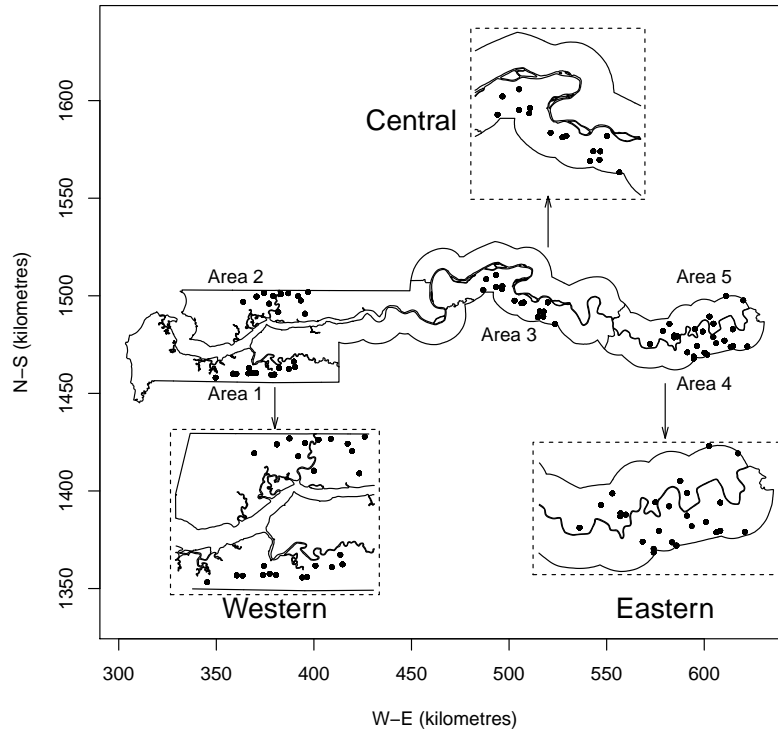 Central
Area 2
Area 5
Area 3
Area 1
Area 4
Western
Eastern
N−S (kilometres)
1350
1400
1450
1500
1550
1600
300
350
400
450
500
550
600
W−E (kilometres)